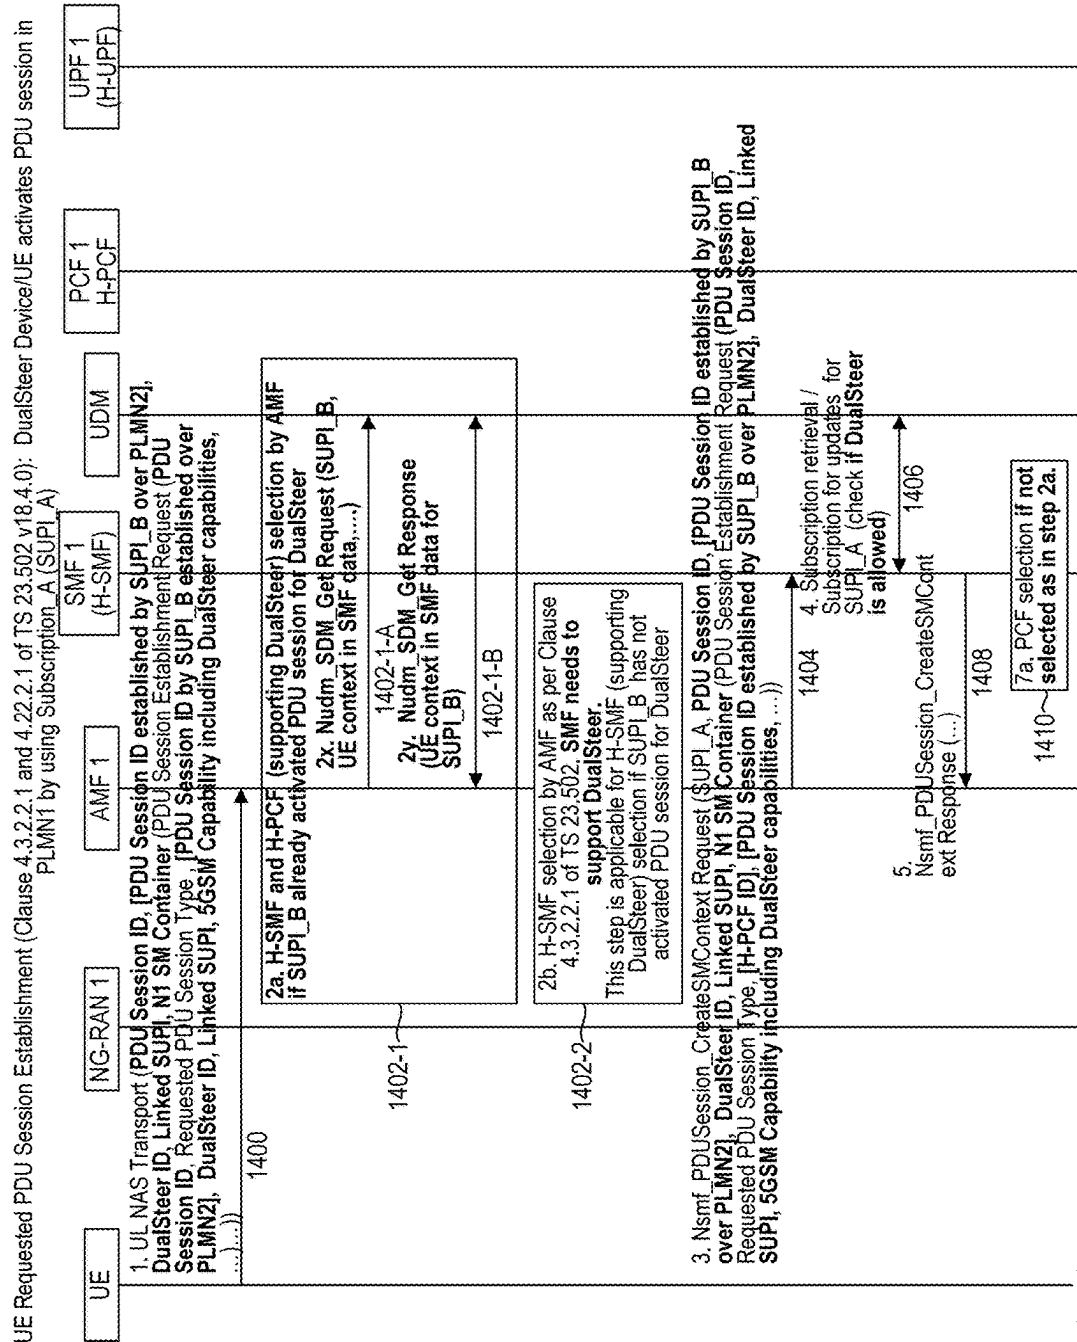 UE Requested PDU Session Establishment (Clause 4.3.2.2.1 and 4.22.2.1 of TS 23.502 v18.4.0): DualSteer Device/UE activates PDU session in
PLMN1 by using Subscription_A (SUPI_A)
UE
NG-RAN 1
AMF 1
SMF 1
(H-SMF)
UDM
PCF 1
H-PCF
UPF 1
(H-UPF)
1. UL NAS Transport (PDU Session ID, [PDU Session ID established by SUPI_B over PLMN2],
DualSteer ID, Linked SUPI, N1 SM Container (PDU Session Establishment Request (PDU
Session ID, Requested PDU Session Type , [PDU Session ID by SUPI_B established over
PLMN2], DualSteer ID, Linked SUPI, 5GSM Capability including DualSteer capabilities,
...)...))
1400
2a. H-SMF and H-PCF (supporting DualSteer) selection by AMF
if SUPI_B already activated PDU session for DualSteer
2x. Nudm_SDM_Get Request (SUPI_B,
UE context in SMF data,....)
1402-1-A
2y. Nudm_SDM_Get Response
(UE context in SMF data for
SUPI_B)
1402-1-B
1402-1
2b. H-SMF selection by AMF as per Clause
4.3.2.2.1 of TS 23.502. SMF needs to
support DualSteer.
This step is applicable for H-SMF (supporting
DualSteer) selection if SUPI_B has not
activated PDU session for DualSteer
1402-2
3. Nsmf_PDUSession_CreateSMContext Request (SUPI_A, PDU Session ID, [PDU Session ID established by SUPI_B
over PLMN2], DualSteer ID, Linked SUPI, N1 SM Container (PDU Session Establishment Request (PDU Session ID,
Requested PDU Session Type, [H-PCF ID], [PDU Session ID established by SUPI_B over PLMN2], DualSteer ID, Linked
SUPI, 5GSM Capability including DualSteer capabilities, ...))
1404
4. Subscription retrieval /
Subscription for updates for
SUPI_A (check if DualSteer
is allowed)
1406
5.
Nsmf_PDUSession_CreateSMCont
ext Response (...)
1408
7a. PCF selection if not
selected as in step 2a.
1410